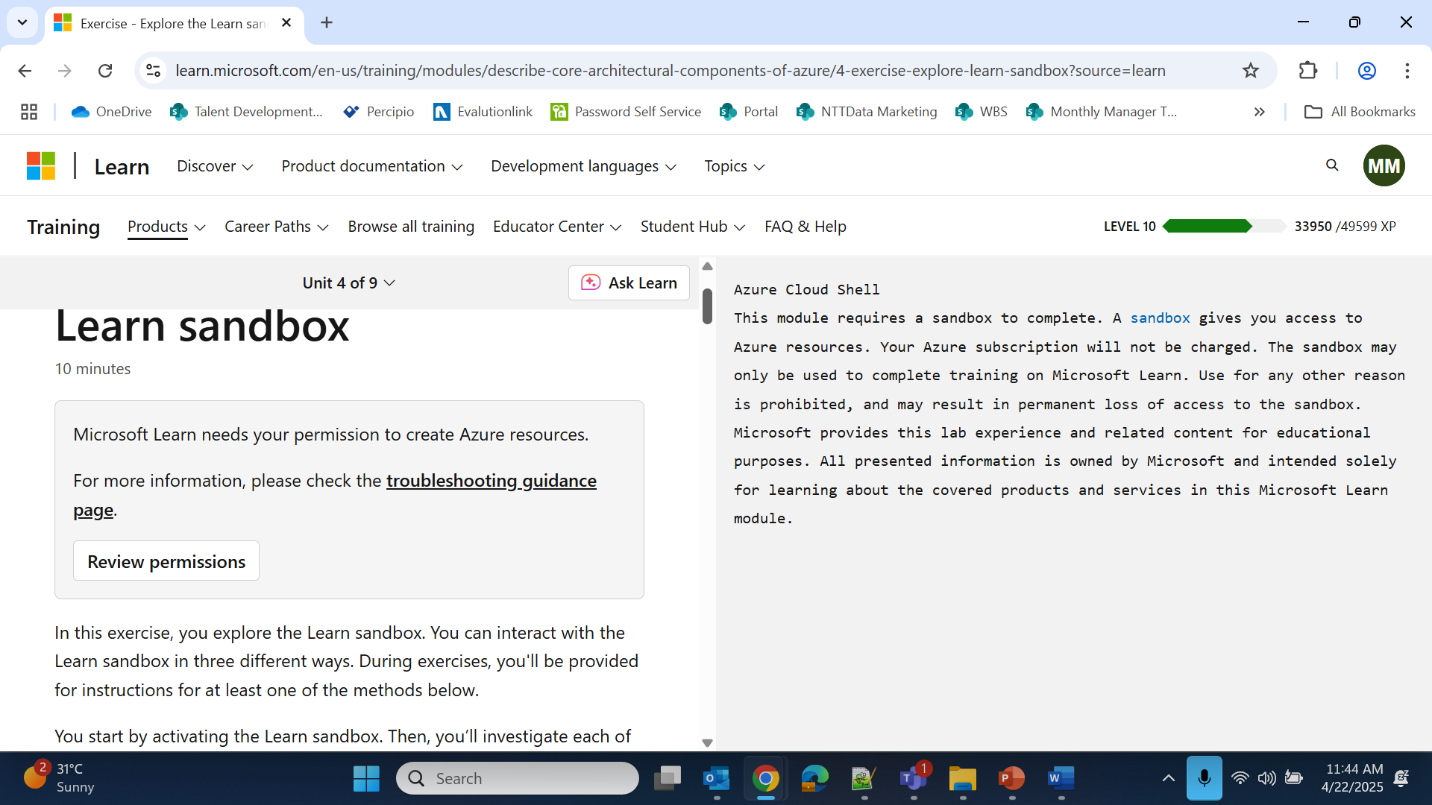 Exercise - Explore the Learn san
learn.microsoft.com/en-us/training/modules/describe-core-architectural-components-of-azure/4-exercise-explore-learn-sandbox?source=learn
OneDrive
Talent Development...
Percipio
Evalutionlink
Password Self Service
Portal
NTTData Marketing
WBS
Monthly Manager T...
All Bookmarks
Learn
Discover
Product documentation
Development languages
Topics
MM
Training
Products
Career Paths
Browse all training
Educator Center
Student Hub
FAQ & Help
LEVEL 10
33950 /49599 XP
Unit 4 of 9
Ask Learn
Learn sandbox
10 minutes
Microsoft Learn needs your permission to create Azure resources.
For more information, please check the troubleshooting guidance
page.
Review permissions
In this exercise, you explore the Learn sandbox. You can interact with the
Learn sandbox in three different ways. During exercises, you'll be provided
for instructions for at least one of the methods below.
You start by activating the Learn sandbox. Then, you’ll investigate each of
Azure Cloud Shell
This module requires a sandbox to complete. A sandbox gives you access to
Azure resources. Your Azure subscription will not be charged. The sandbox may
only be used to complete training on Microsoft Learn. Use for any other reason
is prohibited, and may result in permanent loss of access to the sandbox.
Microsoft provides this lab experience and related content for educational
purposes. All presented information is owned by Microsoft and intended solely
for learning about the covered products and services in this Microsoft Learn
module.
2
31°C
Sunny
Search
1
11:44 AM
4/22/2025